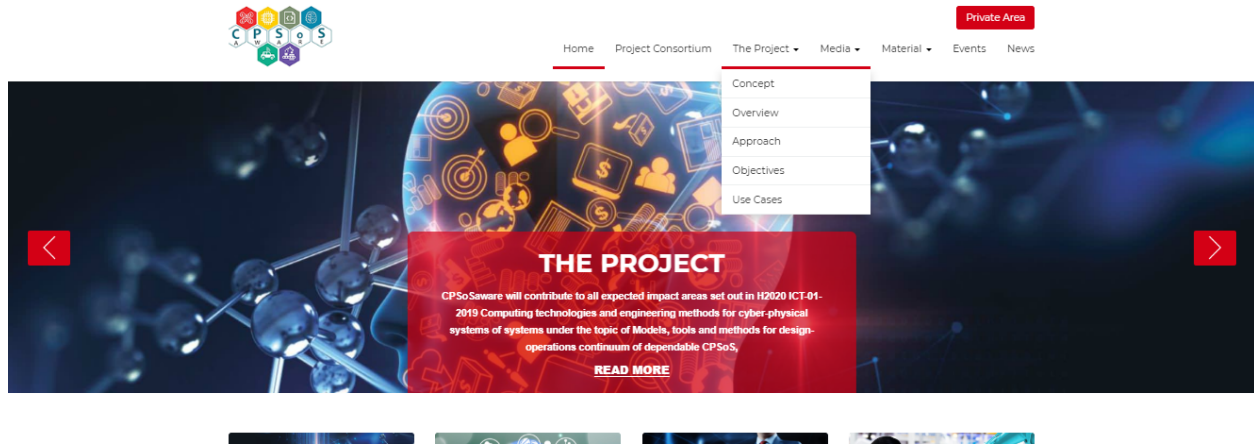 C P S o S
A W A R E
Private Area
Home Project Consortium The Project Media Material Events News
Concept
Overview
Approach
Objectives
Use Cases
THE PROJECT
CPSoSaware will contribute to all expected impact areas set out in H2020 ICT-01-
2019 Computing technologies and engineering methods for cyber-physical
systems of systems under the topic of Models, tools and methods for design-
operations continuum of dependable CPSoS,
READ MORE